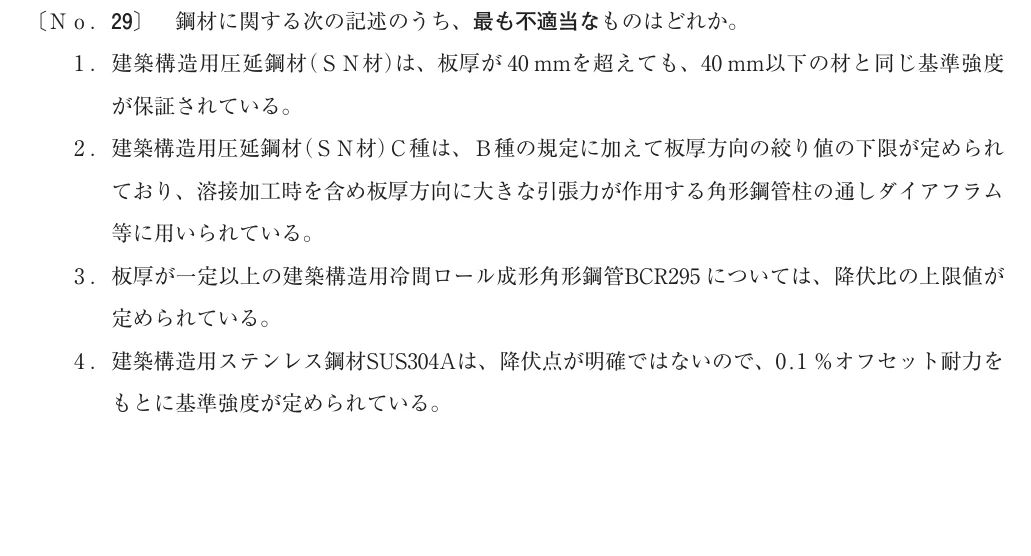 〔Ｎｏ．29〕　鋼材に関する次の記述のうち、最も不適当なものはどれか。
１．建築構造用圧延鋼材（ＳＮ材）は、板厚が 40 mmを超えても、40 mm以下の材と同じ基準強度
が保証されている。
２．建築構造用圧延鋼材（ＳＮ材）Ｃ種は、Ｂ種の規定に加えて板厚方向の絞り値の下限が定められ
ており、溶接加工時を含め板厚方向に大きな引張力が作用する角形鋼管柱の通しダイアフラム
等に用いられている。
３．板厚が一定以上の建築構造用冷間ロール成形角形鋼管BCR295 については、降伏比の上限値が
定められている。
４．建築構造用ステンレス鋼材SUS304Aは、降伏点が明確ではないので、0.1 %オフセット耐力を
もとに基準強度が定められている。